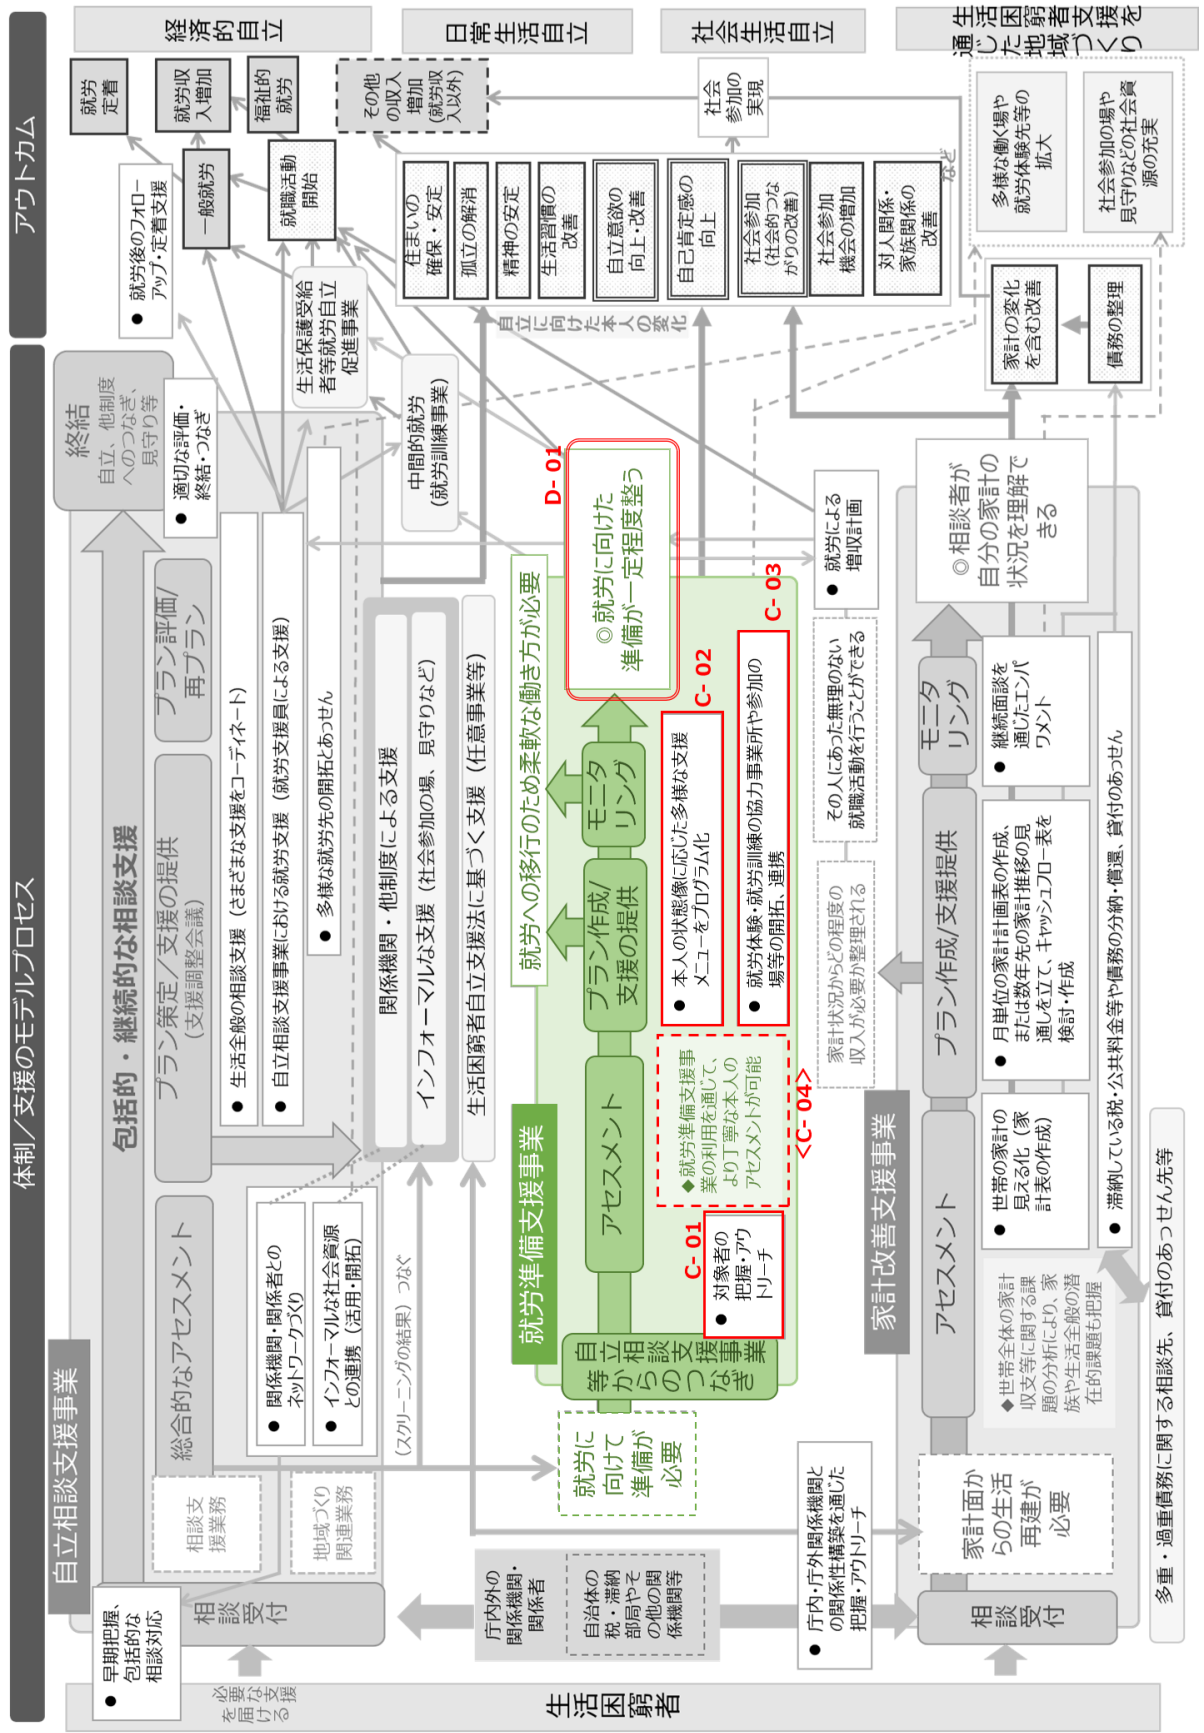 体制／支援のモデルプロセス
アウトカム
生活困窮者
必要な支援
を届ける
自立相談支援事業
● 早期把握、
包括的な
相談対応
相談受付
相談支
援業務
地域づくり
関連業務
包括的・継続的な相談支援
総合的なアセスメント
プラン策定／支援の提供
（支援調整会議）
プラン評価/
再プラン
終結
自立、他制度
へのつなぎ、
見守り等
● 適切な評価・
終結・つなぎ
● 生活全般の相談支援（さまざまな支援をコーディネート）
● 自立相談支援事業における就労支援（就労支援員による支援）
● 多様な就労先の開拓とあっせん
● 関係機関・関係者との
ネットワークづくり
● インフォーマルな社会資源
との連携（活用・開拓）
関係機関・他制度による支援
インフォーマルな支援（社会参加の場、見守りなど）
生活困窮者自立支援法に基づく支援（任意事業等）
（スクリーニングの結果）つなぐ
庁内外の
関係機関・
関係者
自治体の
税・滞納
部局やそ
の他の関
係機関等
就労に
向けて
準備が
必要
就労準備支援事業
自立相談支援事業
等からのつなぎ
アセスメント
プラン作成/
支援の提供
モニタ
リング
就労への移行のため柔軟な働き方が必要
◎就労に向けた
準備が一定程度整う
D- 01
C- 01
● 対象者の
把握・アウ
トリーチ
◆就労準備支援事
業の利用を通じて、
より丁寧な本人の
アセスメントが可能
<C- 04>
C- 02
● 本人の状態像に応じた多様な支援
メニューをプログラム化
C- 03
● 就労体験・就労訓練の協力事業所や参加の
場等の開拓、連携
家計状況からどの程度の
収入が必要か整理される
その人にあった無理のない
就職活動を行うことができる
● 就労による
増収計画
● 庁内・庁外関係機関と
の関係性構築を通じた
把握・アウトリーチ
家計改善支援事業
相談受付
家計面か
らの生活
再建が
必要
アセスメント
プラン作成/支援提供
モニタ
リング
◎相談者が
自分の家計の
状況を理解で
きる
◆世帯全体の家計
収支等に関する課
題の分析により、家
族や生活全般の潜
在的課題も把握
● 世帯の家計の
見える化（家
計表の作成）
● 月単位の家計計画表の作成、
または数年先の家計推移の見
通しを立て、キャッシュフロー表を
検討・作成
● 継続面談を
通じたエンパ
ワメント
● 滞納している税・公共料金等や債務の分納・償還、貸付のあっせん
多重・過重債務に関する相談先、貸付のあっせん先等
中間的就労
（就労訓練事業）
生活保護受給
者等就労自立
促進事業
● 就労後のフォロー
アップ・定着支援
就職活動
開始
一般就労
就労
定着
就労収
入増加
福祉的
就労
その他
の収入
増加
(就労収
入以外)
社会
参加の
実現
自立に向けた本人の変化
住まいの
確保・安定
孤立の解消
精神の安定
生活習慣の
改善
自立意欲の
向上・改善
自己肯定感の
向上
社会参加
（社会的つな
がりの改善）
社会参加
機会の増加
対人関係・
家族関係の
改善
など
家計の変化
を含む改善
債務の整理
多様な働く場や
就労体験先等の
拡大
社会参加の場や
見守りなどの社会資
源の充実
経済的自立
日常生活自立
社会生活自立
生活困窮者支援を
通じた地域づくり